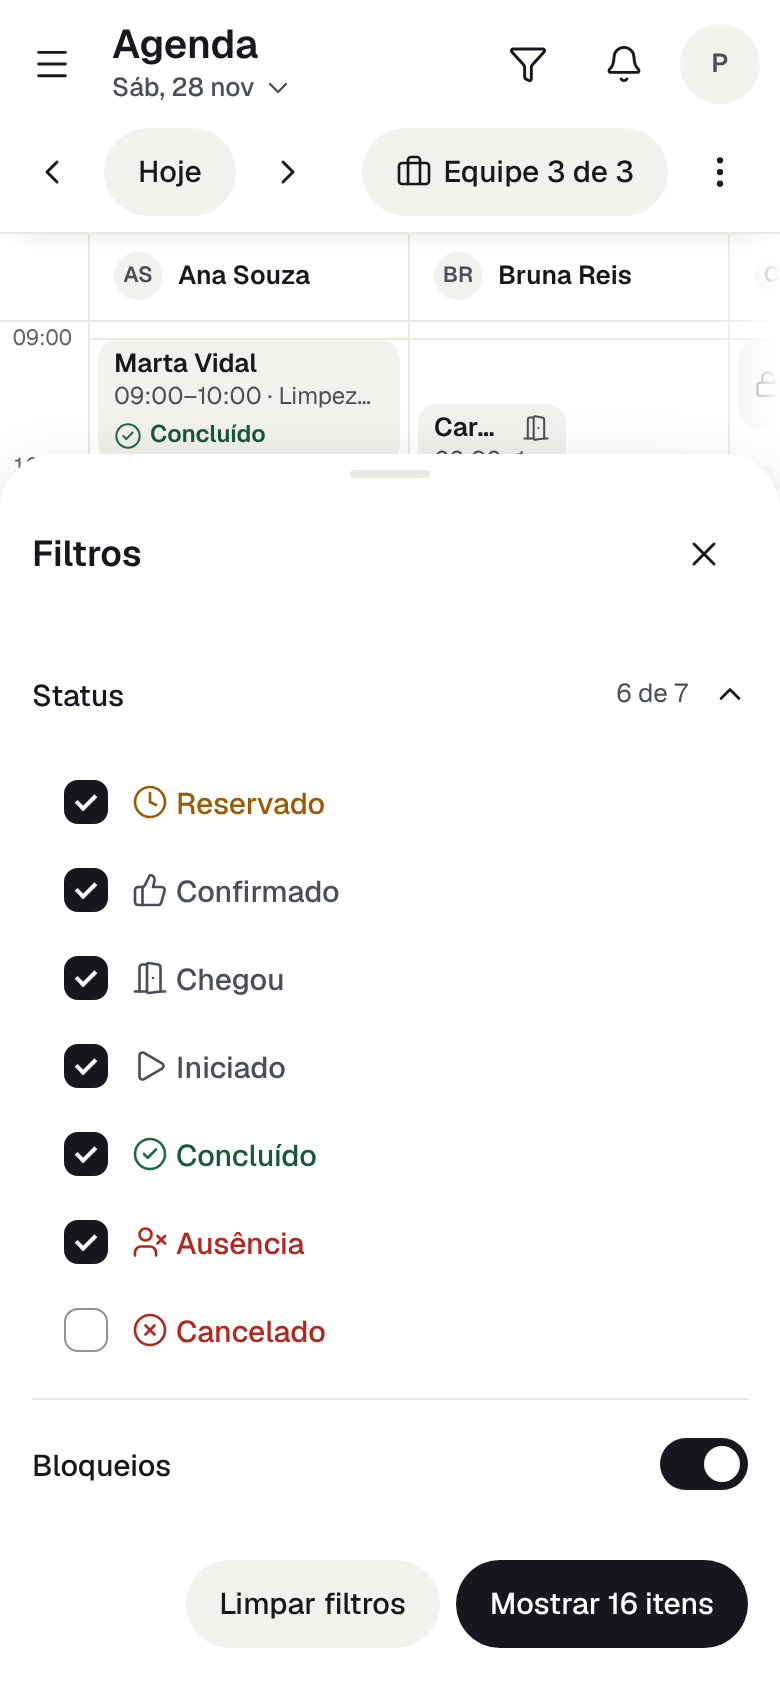 Agenda
Sáb, 28 nov
P
Hoje
Equipe 3 de 3
AS Ana Souza
BR Bruna Reis
09:00
Marta Vidal
09:00–10:00 · Limpez...
Concluído
Car...
Filtros
Status
6 de 7
Reservado
Confirmado
Chegou
Iniciado
Concluído
Ausência
Cancelado
Bloqueios
Limpar filtros
Mostrar 16 itens